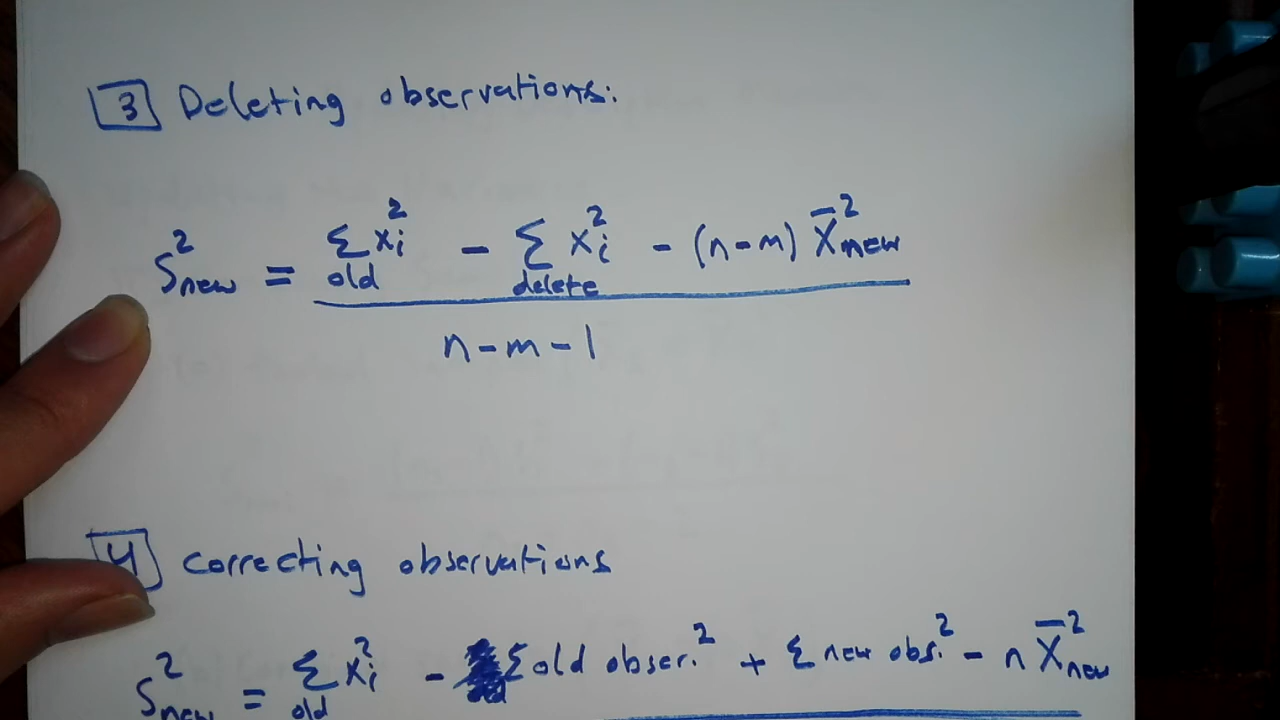 3 Deleting observations:
S²new = Σ xᵢ² old - Σ xᵢ² delete - (n-m) X̄²new
n-m-1
4 correcting observations
S²new = Σ xᵢ² old - Σ old obser.² + Σ new obs.² - n X̄²new